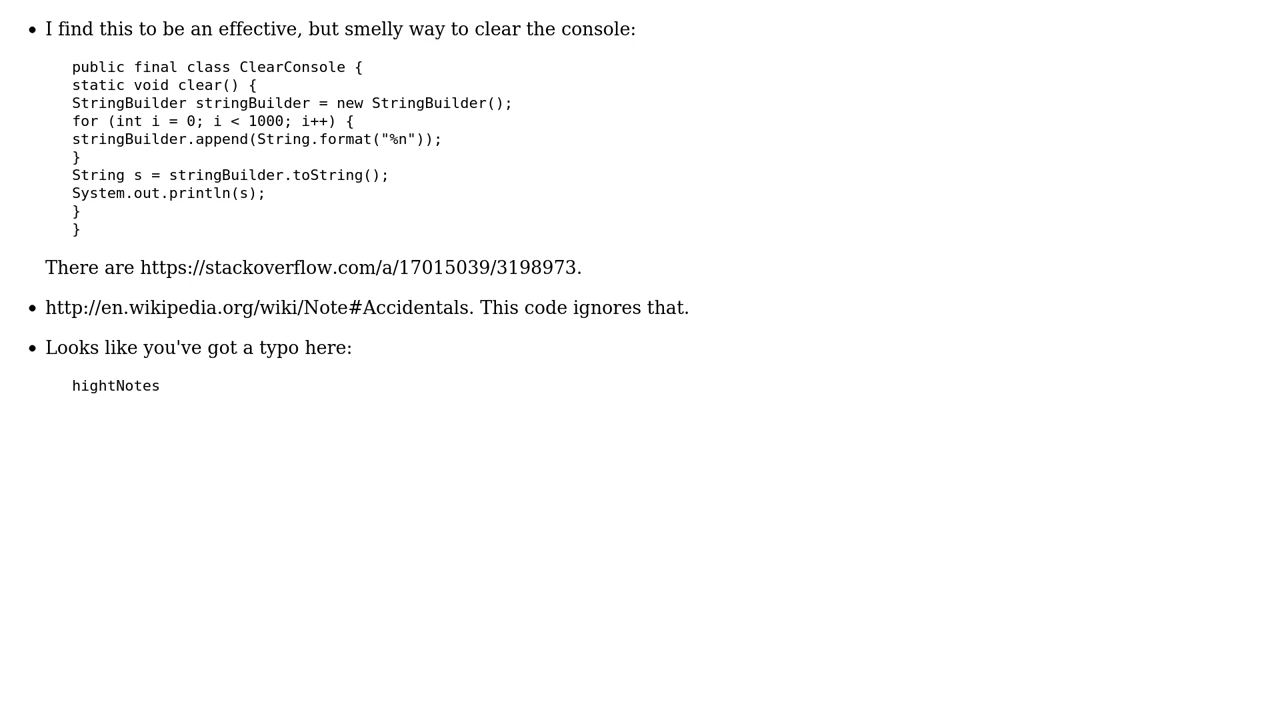 • I find this to be an effective, but smelly way to clear the console:
public final class ClearConsole {
static void clear() {
StringBuilder stringBuilder = new StringBuilder();
for (int i = 0; i < 1000; i++) {
stringBuilder.append(String.format("%n"));
}
String s = stringBuilder.toString();
System.out.println(s);
}
}
There are https://stackoverflow.com/a/17015039/3198973.
• http://en.wikipedia.org/wiki/Note#Accidentals. This code ignores that.
• Looks like you've got a typo here:
hightNotes